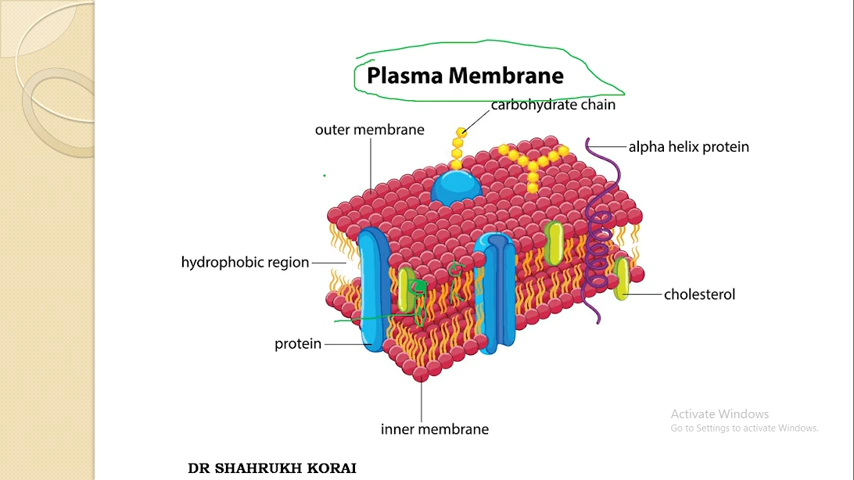 Plasma Membrane
carbohydrate chain
outer membrane
alpha helix protein
hydrophobic region
cholesterol
protein
inner membrane
Activate Windows
Go to Settings to activate Windows.
DR SHAHRUKH KORAI